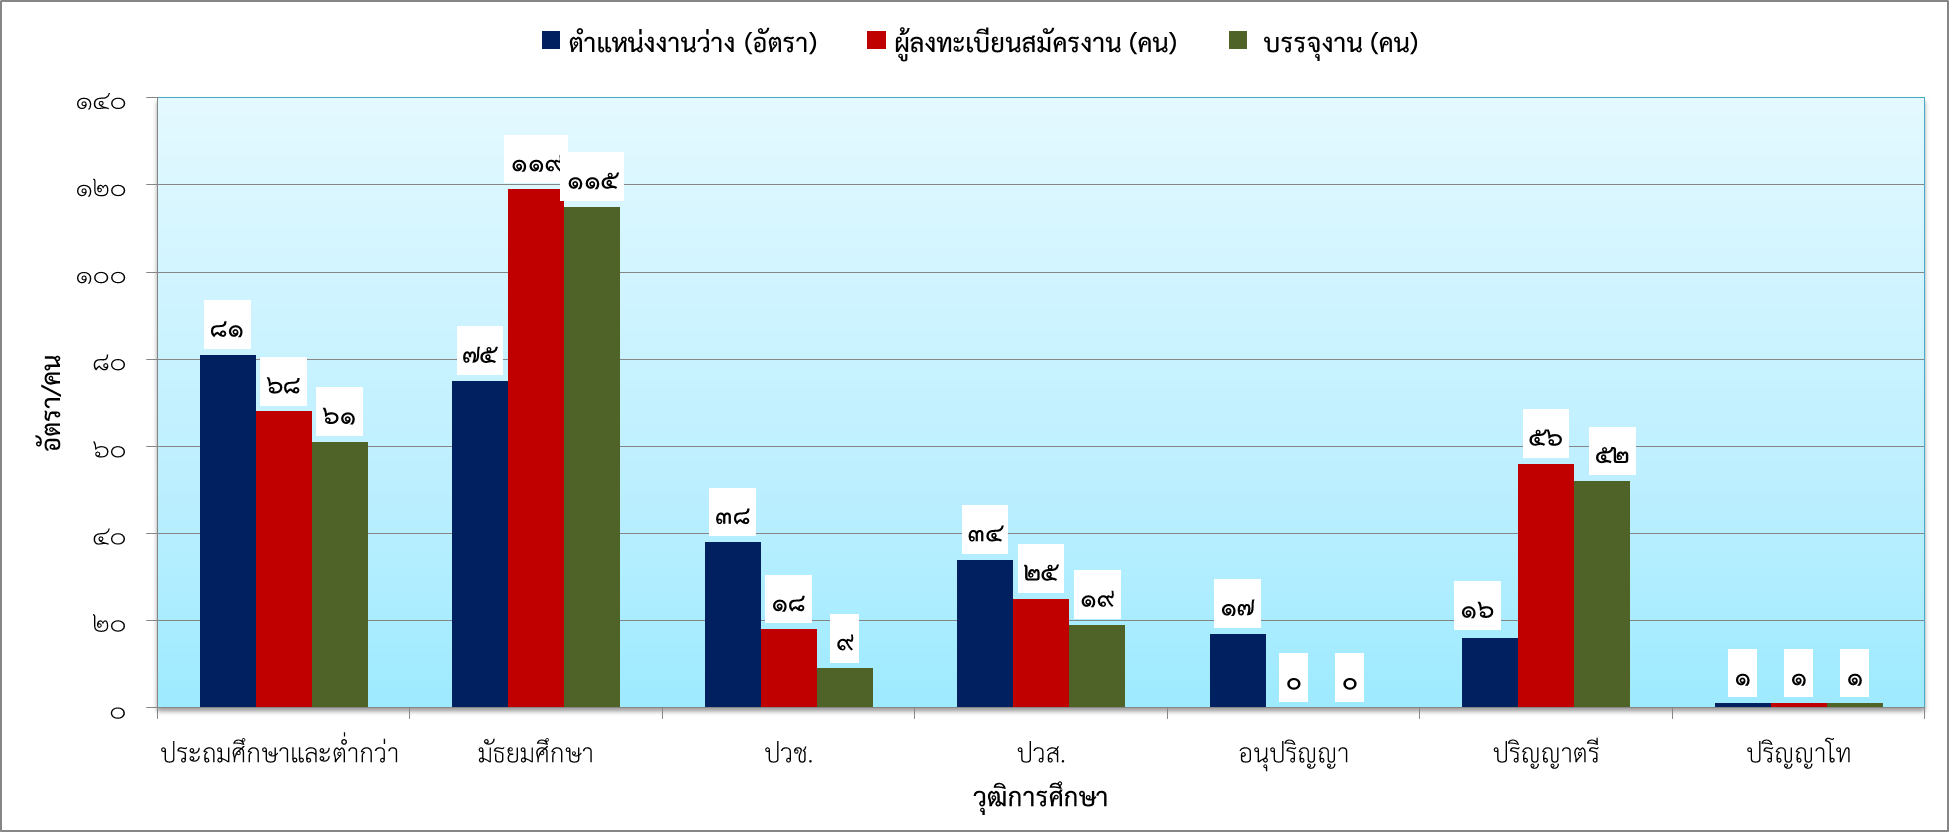 ตำแหน่งงานว่าง (อัตรา) ผู้ลงทะเบียนสมัครงาน (คน) บรรจุงาน (คน)
๑๔๐
๑๒๐
๑๐๐
๘๐
๖๐
๔๐
๒๐
๐
อัตรา/คน
๘๑ ๖๘ ๖๑
๗๕ ๑๑๙ ๑๑๕
๓๘ ๑๘ ๙
๓๔ ๒๕ ๑๙
๑๗ ๐ ๐
๑๖ ๕๖ ๕๒
๑ ๑ ๑
ประถมศึกษาและต่ำกว่า มัธยมศึกษา ปวช. ปวส. อนุปริญญา ปริญญาตรี ปริญญาโท
วุฒิการศึกษา